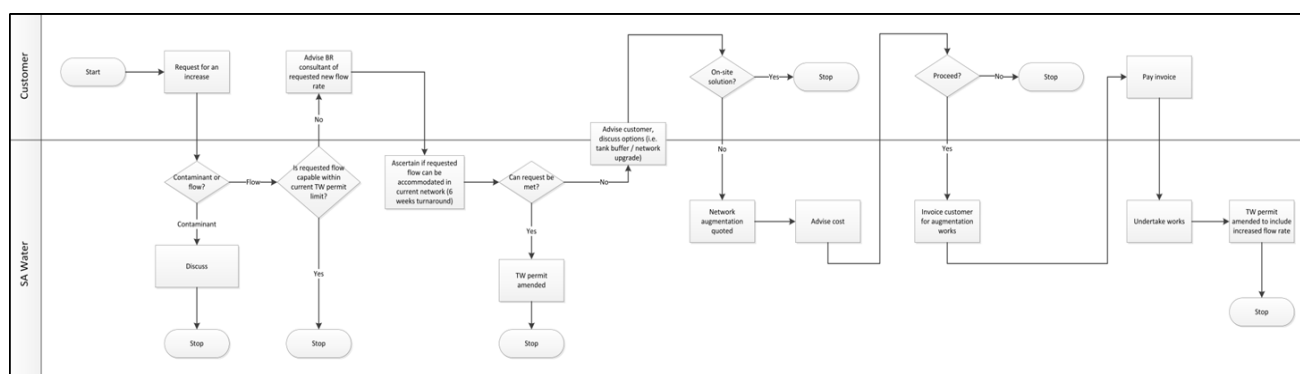 Customer
Start
Request for an
increase
Advise BR
consultant of
requested new flow
rate
On-site
solution?
Yes
Stop
Proceed?
No
Stop
Pay invoice
No
Advise customer,
discuss options (i.e.
tank buffer / network
upgrade)
SA Water
Contaminant or
flow?
Flow
Is requested flow
capable within
current TW permit
limit?
Ascertain if requested
flow can be
accommodated in
current network (6
weeks turnaround)
Can request be
met?
No
No
Yes
Contaminant
Discuss
Stop
Yes
Stop
Yes
TW permit
amended
Stop
Network
augmentation
quoted
Advise cost
Invoice customer
for augmentation
works
Undertake works
TW permit
amended to include
increased flow rate
Stop